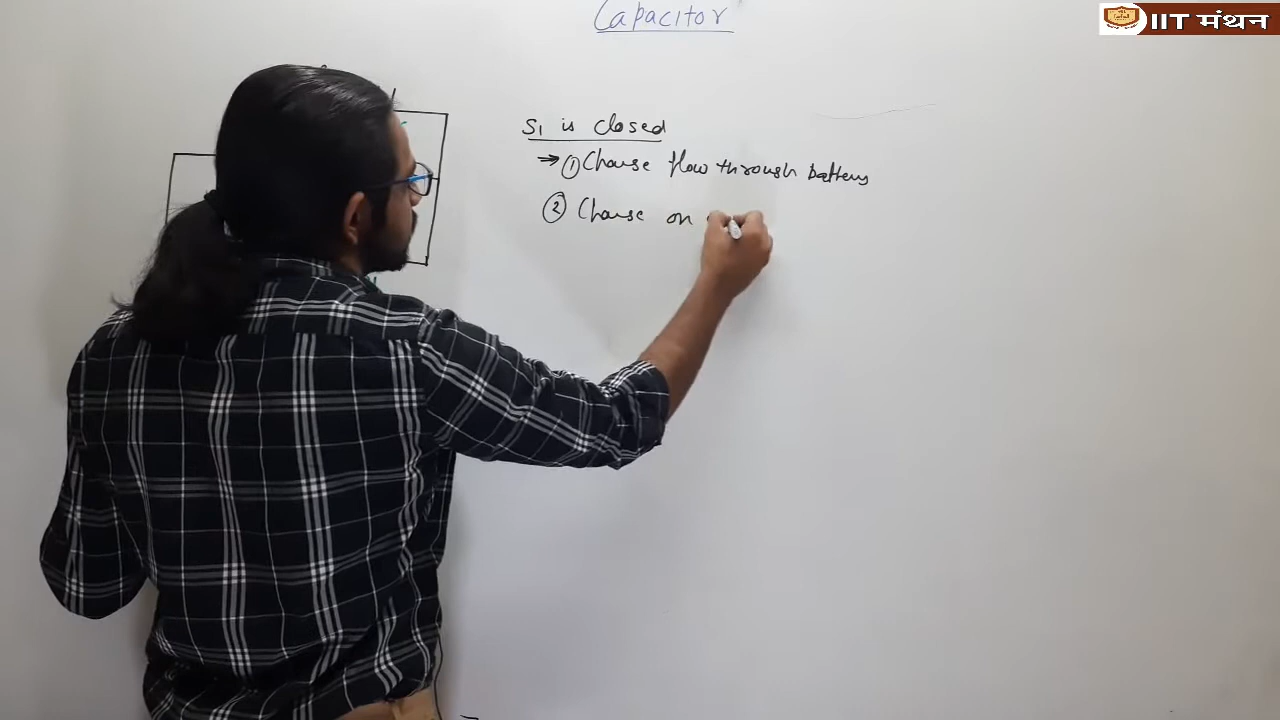 Capacitor
IIT मंथन
S1 is closed
→ ① Charge flow through battery
② Charge on